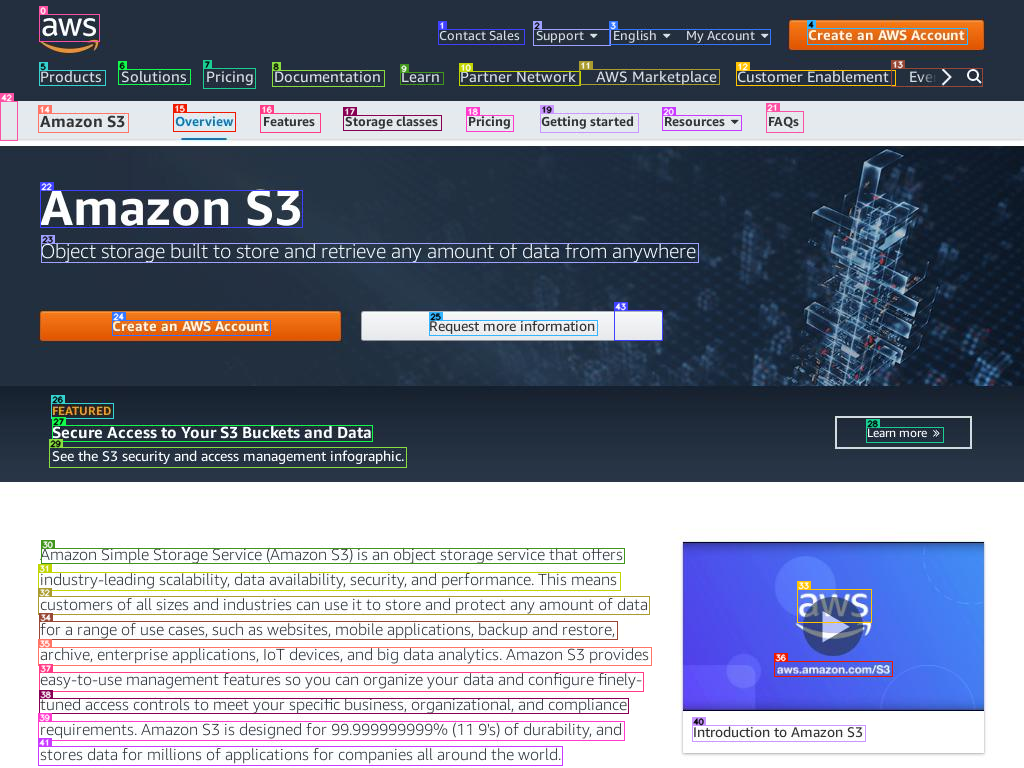 aws
Contact Sales Support English My Account Create an AWS Account
Products Solutions Pricing Documentation Learn Partner Network AWS Marketplace Customer Enablement Eve
Amazon S3 Overview Features Storage classes Pricing Getting started Resources FAQs
Amazon S3
Object storage built to store and retrieve any amount of data from anywhere
Create an AWS Account Request more information
FEATURED
Secure Access to Your S3 Buckets and Data
See the S3 security and access management infographic.
Learn more »
Amazon Simple Storage Service (Amazon S3) is an object storage service that offers
industry-leading scalability, data availability, security, and performance. This means
customers of all sizes and industries can use it to store and protect any amount of data
for a range of use cases, such as websites, mobile applications, backup and restore,
archive, enterprise applications, IoT devices, and big data analytics. Amazon S3 provides
easy-to-use management features so you can organize your data and configure finely-
tuned access controls to meet your specific business, organizational, and compliance
requirements. Amazon S3 is designed for 99.999999999% (11 9's) of durability, and
stores data for millions of applications for companies all around the world.
aws
aws.amazon.com/S3
Introduction to Amazon S3